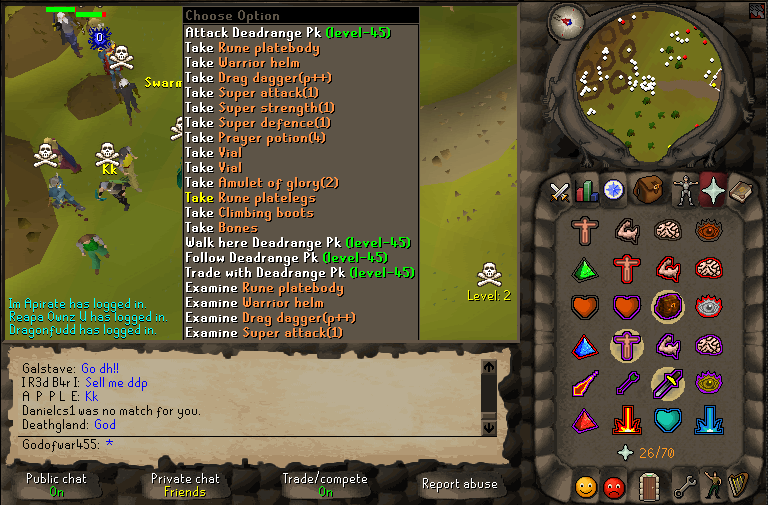 Choose Option
Attack Deadrange Pk (level-45)
Take Rune platebody
Take Warrior helm
Take Drag dagger(p++)
Take Super attack(1)
Take Super strength(1)
Take Super defence(1)
Take Prayer potion(4)
Take Vial
Take Vial
Take Amulet of glory(2)
Take Rune platelegs
Take Climbing boots
Take Bones
Walk here Deadrange Pk (level-45)
Follow Deadrange Pk (level-45)
Trade with Deadrange Pk (level-45)
Examine Rune platebody
Examine Warrior helm
Examine Drag dagger(p++)
Examine Super attack(1)
0
Swarm
Kk
Level: 2
Im Apirate has logged in.
Reapa Ownz U has logged in.
Dragonfudd has logged in.
Galstave: Go dh!!
I R3d B4r I: Sell me ddp
A P P L E: Kk
Danielcs1 was no match for you.
Deathgland: God
Godofwar455: *
Public chat
On
Private chat
Friends
Trade/compete
On
Report abuse
26/70